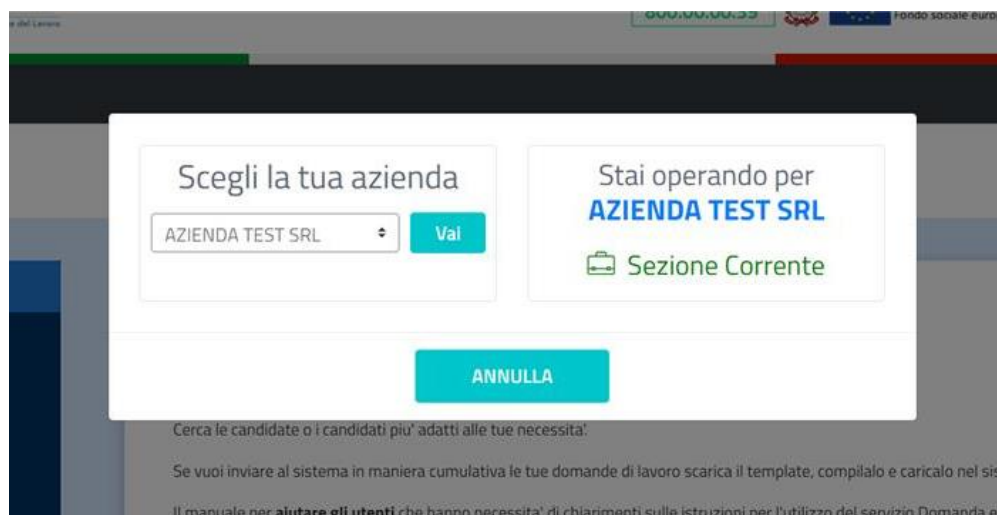 e del Lavoro
800.00.00.39
Fondo sociale euro
Scegli la tua azienda
AZIENDA TEST SRL
Vai
Stai operando per
AZIENDA TEST SRL
Sezione Corrente
ANNULLA
Cerca le candidate o i candidati piu' adatti alle tue necessita'.
Se vuoi inviare al sistema in maniera cumulativa le tue domande di lavoro scarica il template, compilalo e caricalo nel sis
Il manuale per aiutare gli utenti che hanno necessita' di chiarimenti sulle istruzioni per l'utilizzo del servizio Domanda e